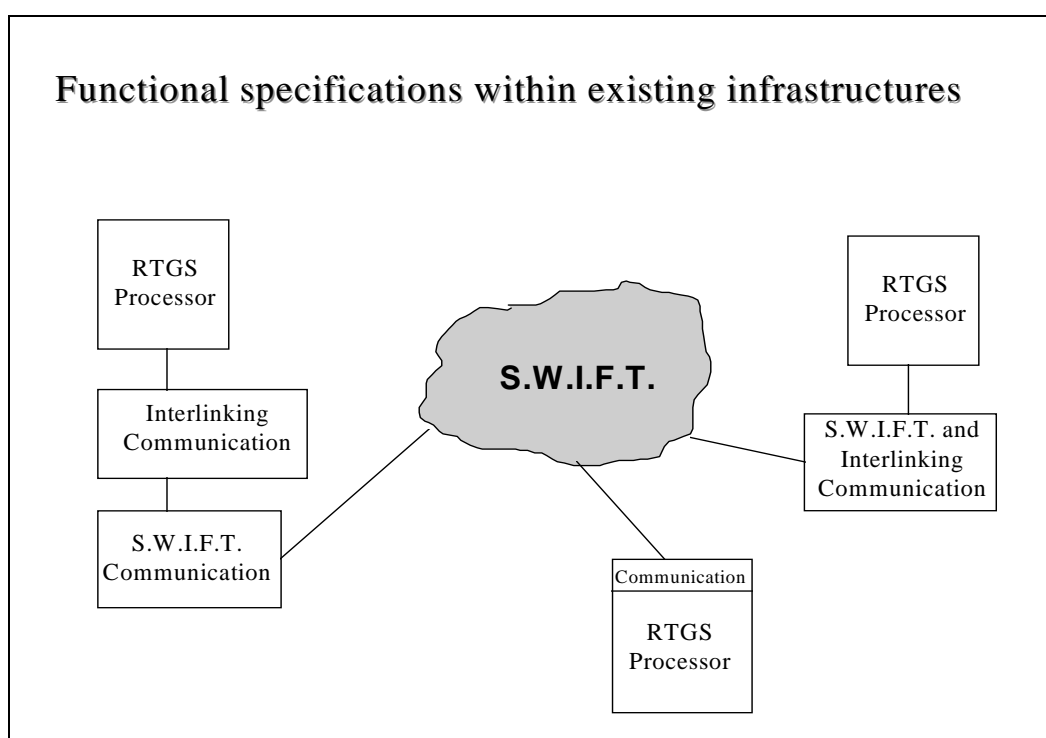 Functional specifications within existing infrastructures
RTGS
Processor
Interlinking
Communication
S.W.I.F.T.
Communication
S.W.I.F.T.
Communication
RTGS
Processor
RTGS
Processor
S.W.I.F.T. and
Interlinking
Communication